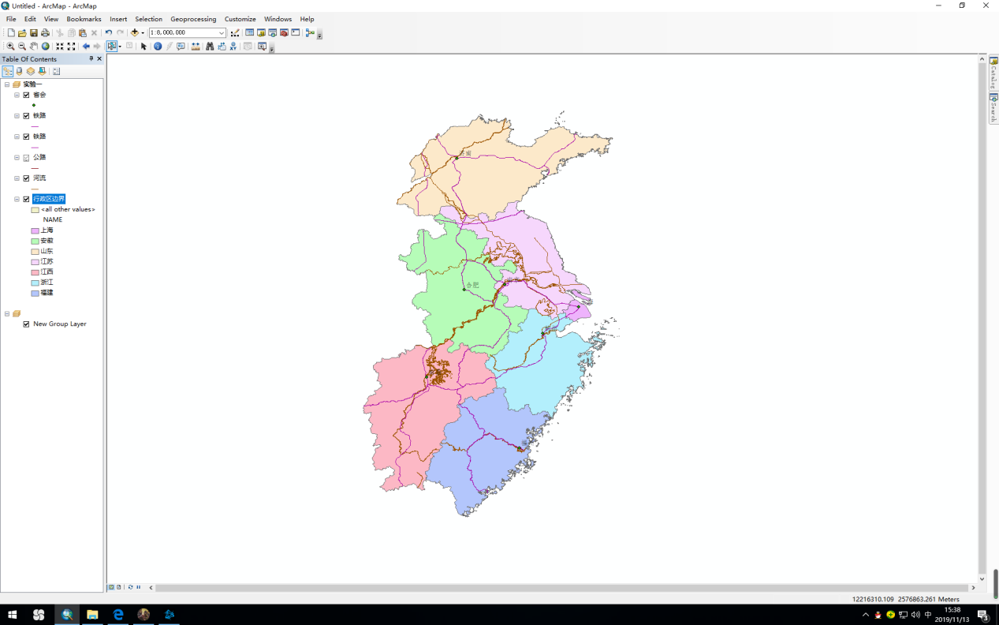 Untitled - ArcMap - ArcMap
File Edit View Bookmarks Insert Selection Geoprocessing Customize Windows Help
1:8,000,000
Table Of Contents
实验一
省会
铁路
铁路
公路
河流
行政区边界
<all other values>
NAME
上海
安徽
山东
江苏
江西
浙江
福建
New Group Layer
合肥
Catalog
Search
12216310.109 2576863.261 Meters
中
15:38
2019/11/13
3